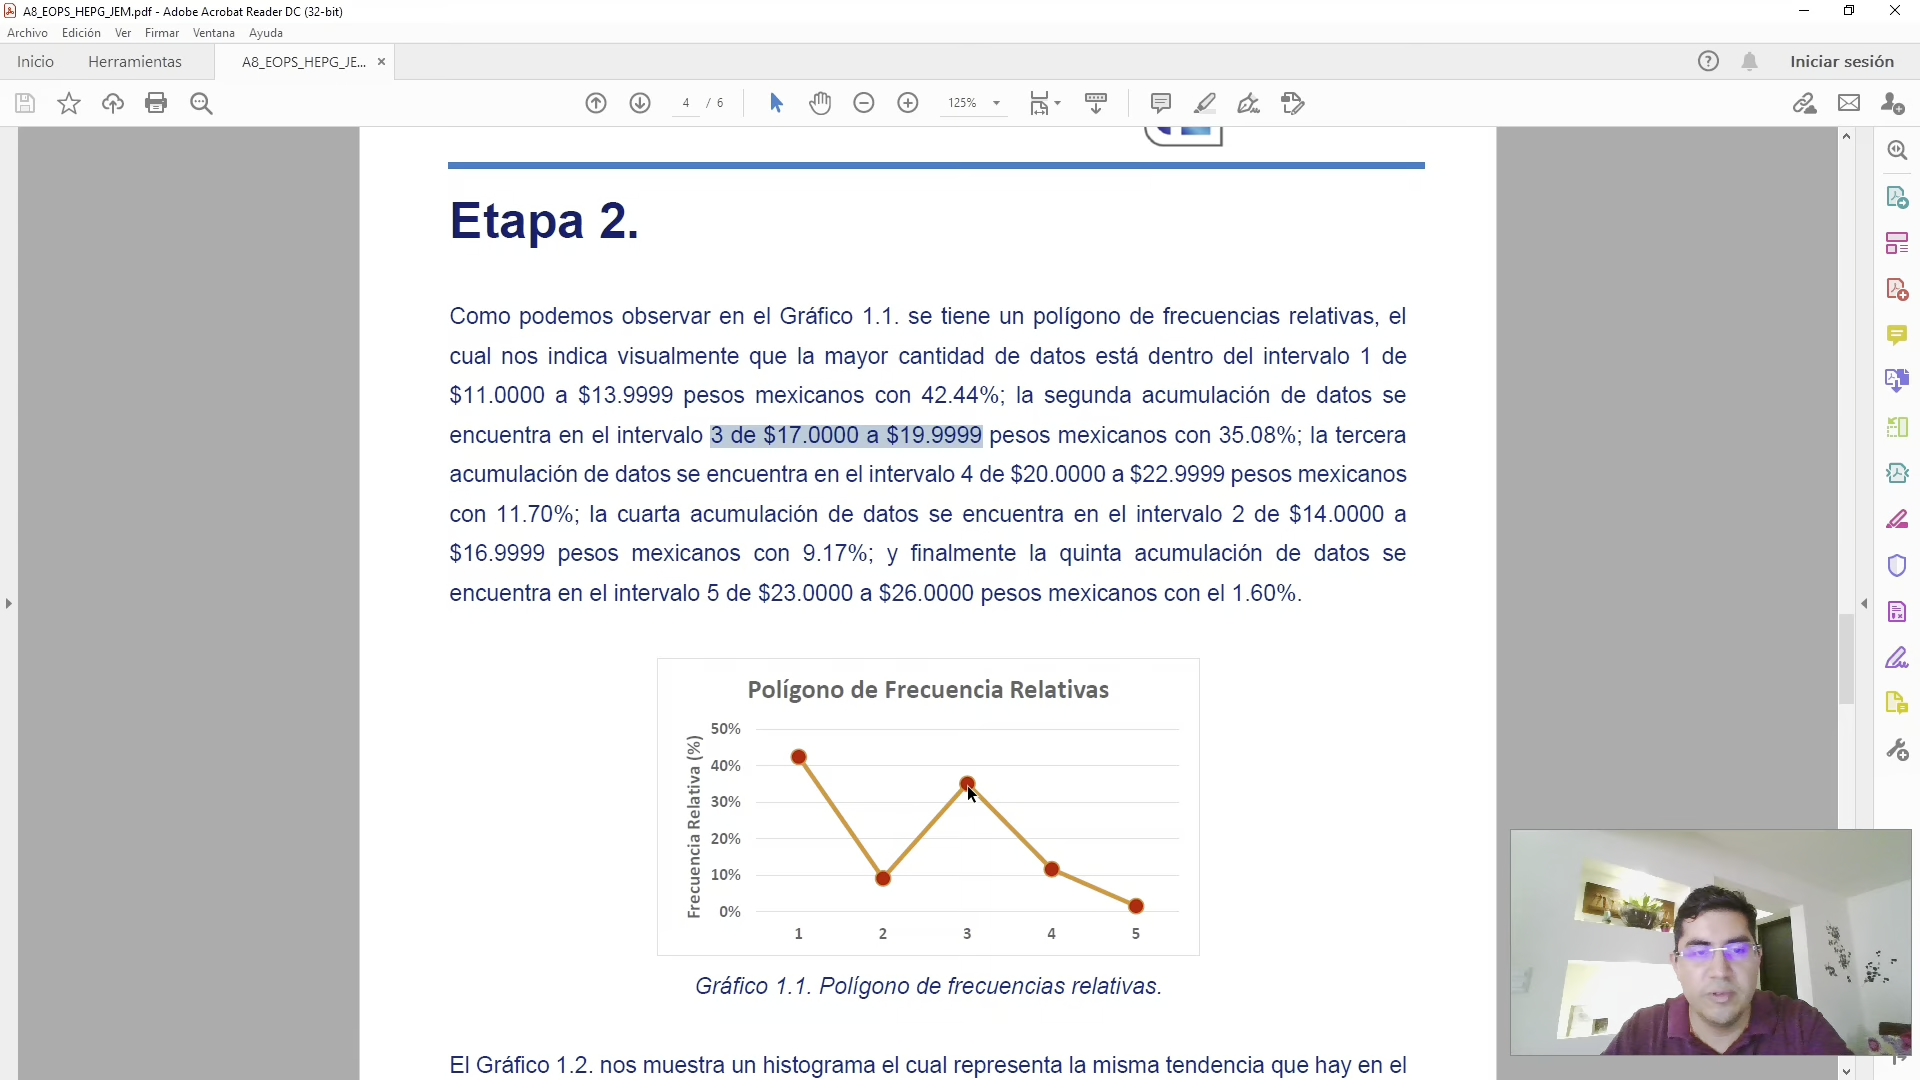 A8_EOPS_HEPG_JEM.pdf - Adobe Acrobat Reader DC (32-bit)
Archivo Edición Ver Firmar Ventana Ayuda
Inicio Herramientas A8_EOPS_HEPG_JE... × Iniciar sesión
4 / 6 125%
Etapa 2.
Como podemos observar en el Gráfico 1.1. se tiene un polígono de frecuencias relativas, el
cual nos indica visualmente que la mayor cantidad de datos está dentro del intervalo 1 de
$11.0000 a $13.9999 pesos mexicanos con 42.44%; la segunda acumulación de datos se
encuentra en el intervalo 3 de $17.0000 a $19.9999 pesos mexicanos con 35.08%; la tercera
acumulación de datos se encuentra en el intervalo 4 de $20.0000 a $22.9999 pesos mexicanos
con 11.70%; la cuarta acumulación de datos se encuentra en el intervalo 2 de $14.0000 a
$16.9999 pesos mexicanos con 9.17%; y finalmente la quinta acumulación de datos se
encuentra en el intervalo 5 de $23.0000 a $26.0000 pesos mexicanos con el 1.60%.
Polígono de Frecuencia Relativas
Frecuencia Relativa (%)
50%
40%
30%
20%
10%
0%
1 2 3 4 5
Gráfico 1.1. Polígono de frecuencias relativas.
El Gráfico 1.2. nos muestra un histograma el cual representa la misma tendencia que hay en el